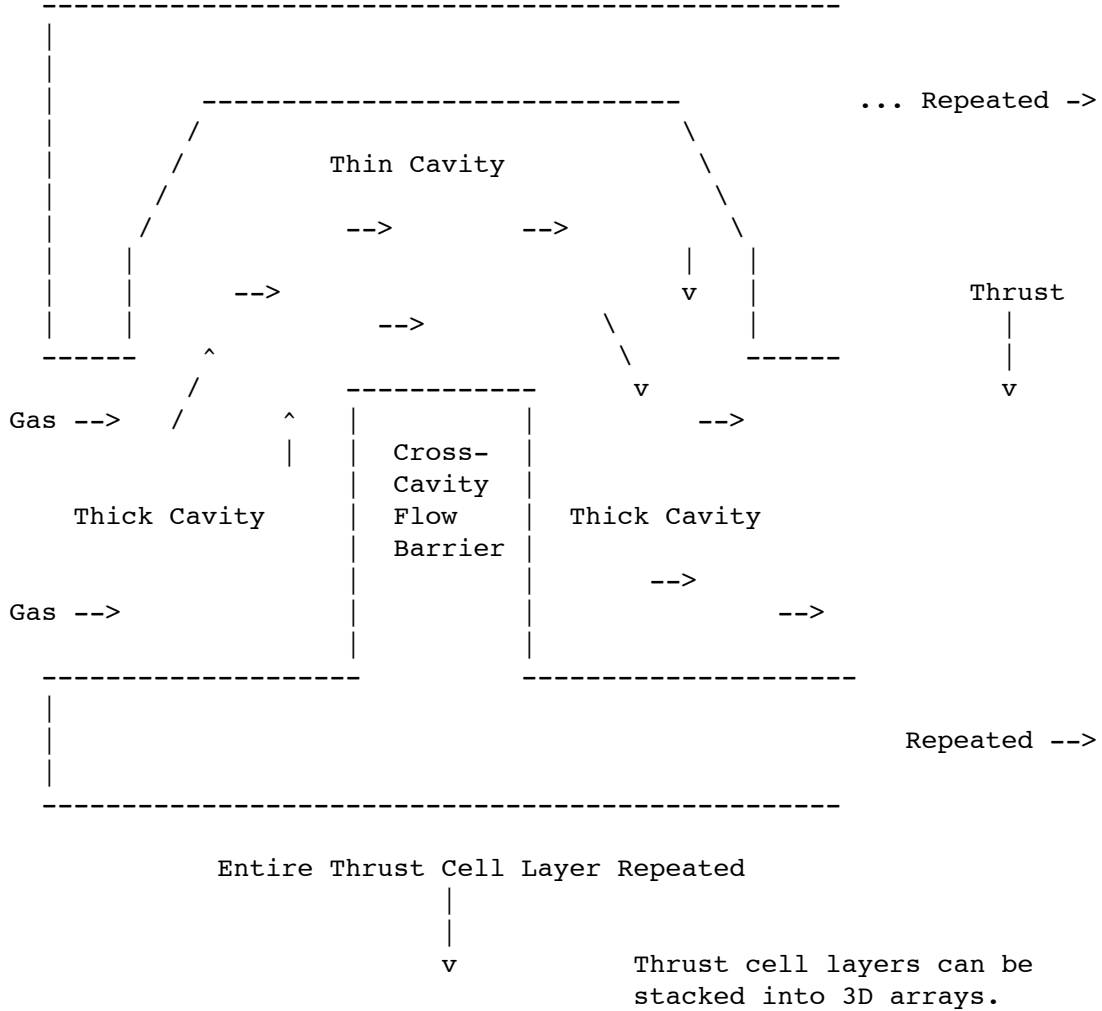 ... Repeated ->
Thin Cavity
--> -->
--> Thrust
-->
Gas --> -->
Cross-
Cavity
Thick Cavity Flow Thick Cavity
Barrier
-->
Gas --> -->
Repeated -->
Entire Thrust Cell Layer Repeated
Thrust cell layers can be
stacked into 3D arrays.